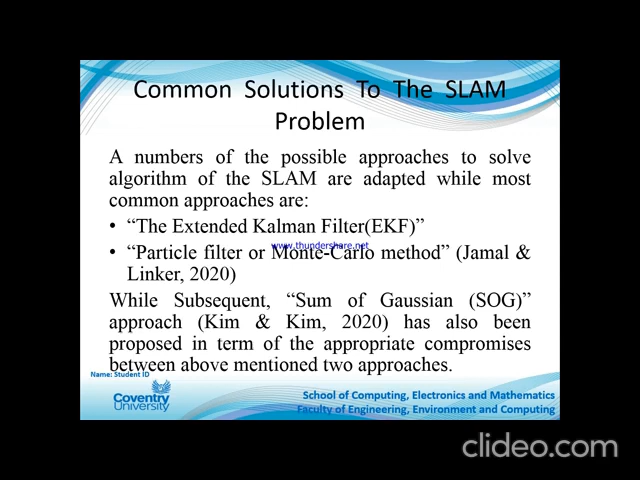 Common Solutions To The SLAM
Problem
A numbers of the possible approaches to solve
algorithm of the SLAM are adapted while most
common approaches are:
• “The Extended Kalman Filter(EKF)”
www.thundershare.net
• “Particle filter or Monte-Carlo method” (Jamal &
Linker, 2020)
While Subsequent, “Sum of Gaussian (SOG)”
approach (Kim & Kim, 2020) has also been
proposed in term of the appropriate compromises
between above mentioned two approaches.
Name: Student ID
Coventry
University
School of Computing, Electronics and Mathematics
Faculty of Engineering, Environment and Computing
clideo.com